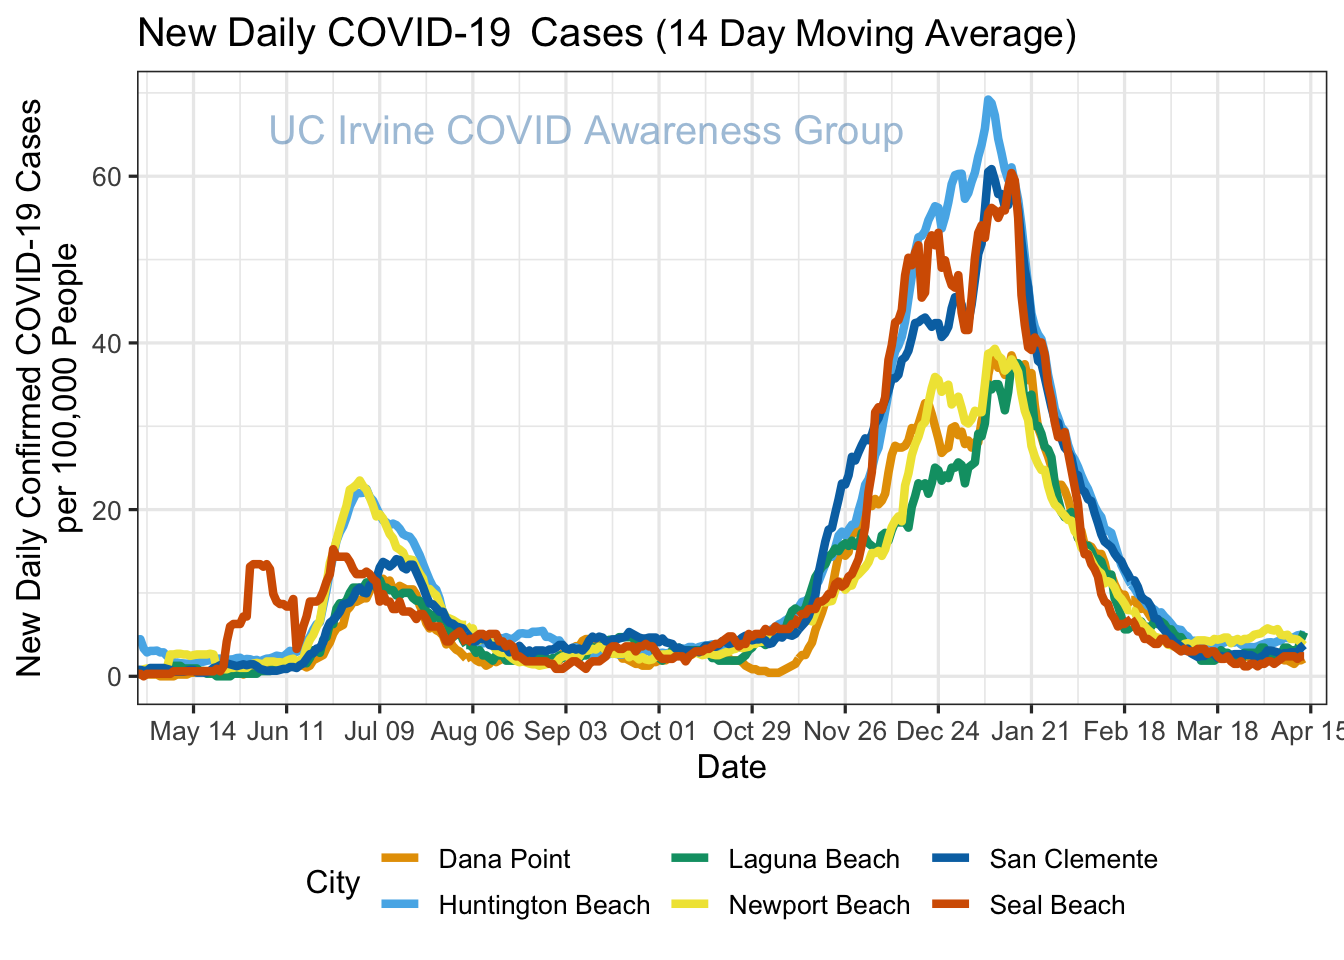 New Daily COVID-19  Cases (14 Day Moving Average)
UC Irvine COVID Awareness Group
New Daily Confirmed COVID-19 Cases
per 100,000 People
60
40
20
0
May 14 Jun 11 Jul 09 Aug 06 Sep 03 Oct 01 Oct 29 Nov 26 Dec 24 Jan 21 Feb 18 Mar 18 Apr 15
Date
City
Dana Point Laguna Beach San Clemente
Huntington Beach Newport Beach Seal Beach